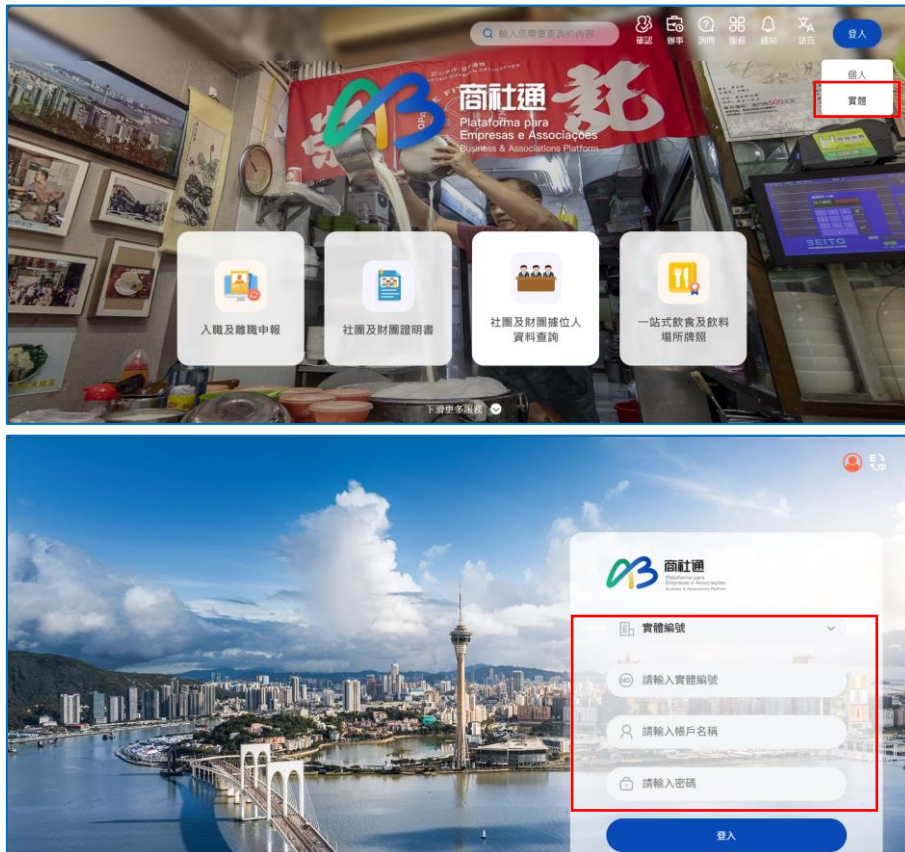 輸入您需要查詢的內容
確認 辦事 詢問 服務 通知 語言 登入
個人
實體
商社通
Plataforma para
Empresas e Associações
Business & Associations Platform
入職及離職申報
社團及財團證明書
社團及財團據位人
資料查詢
一站式飲食及飲料
場所牌照
下滑更多服務
SEITO
商社通
Plataforma para
Empresas e Associações
Business & Associations Platform
實體編號
NO.
請輸入實體編號
請輸入帳戶名稱
請輸入密碼
登入